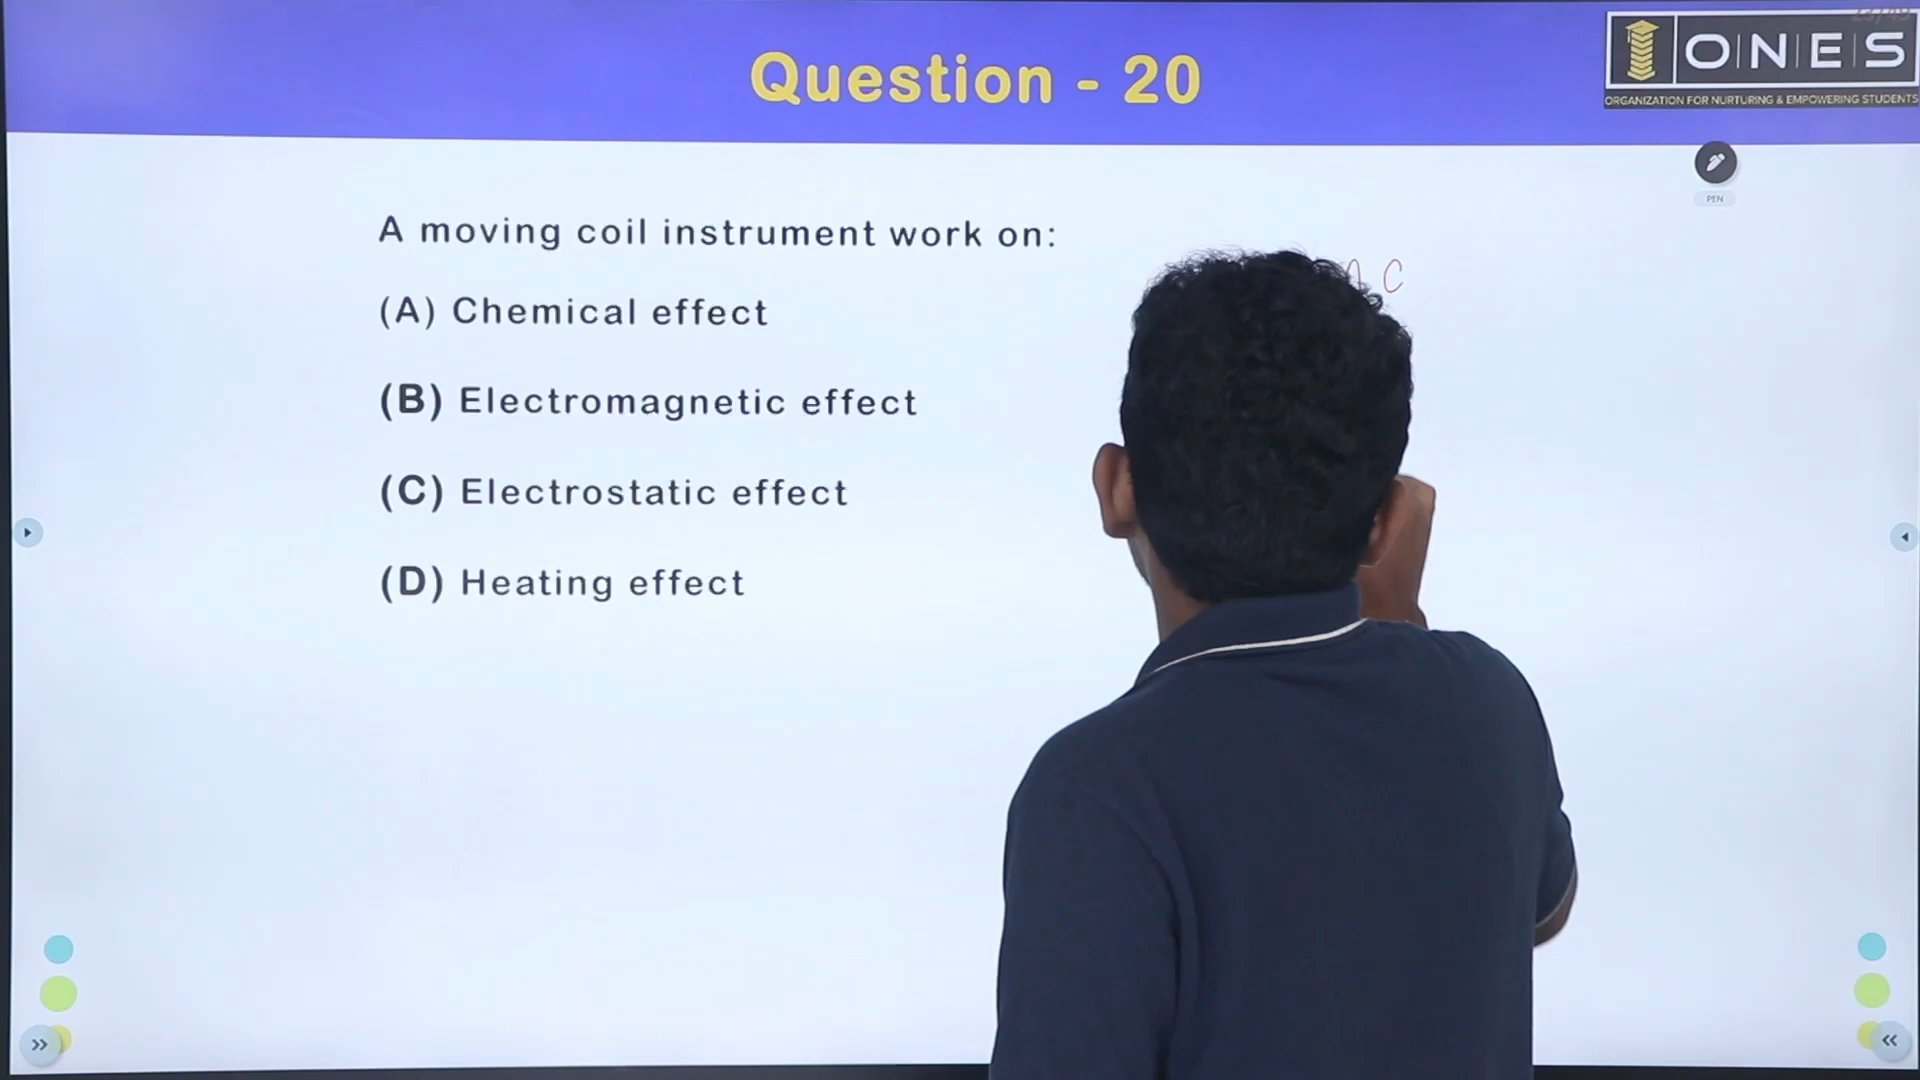 Question - 20
O|N|E|S
ORGANIZATION FOR NURTURING & EMPOWERING STUDENTS
PEN
A moving coil instrument work on:
C
(A) Chemical effect
(B) Electromagnetic effect
(C) Electrostatic effect
(D) Heating effect